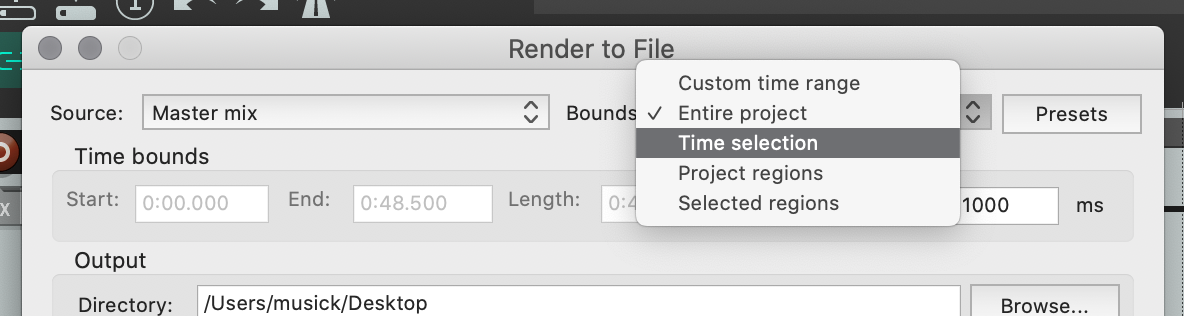 Render to File
Custom time range
Source: Master mix Bounds ✓ Entire project Presets
Time selection
Time bounds
Project regions
Start: 0:00.000 End: 0:48.500 Length: 0:4 Selected regions 1000 ms
Output
Directory: /Users/musick/Desktop Browse...